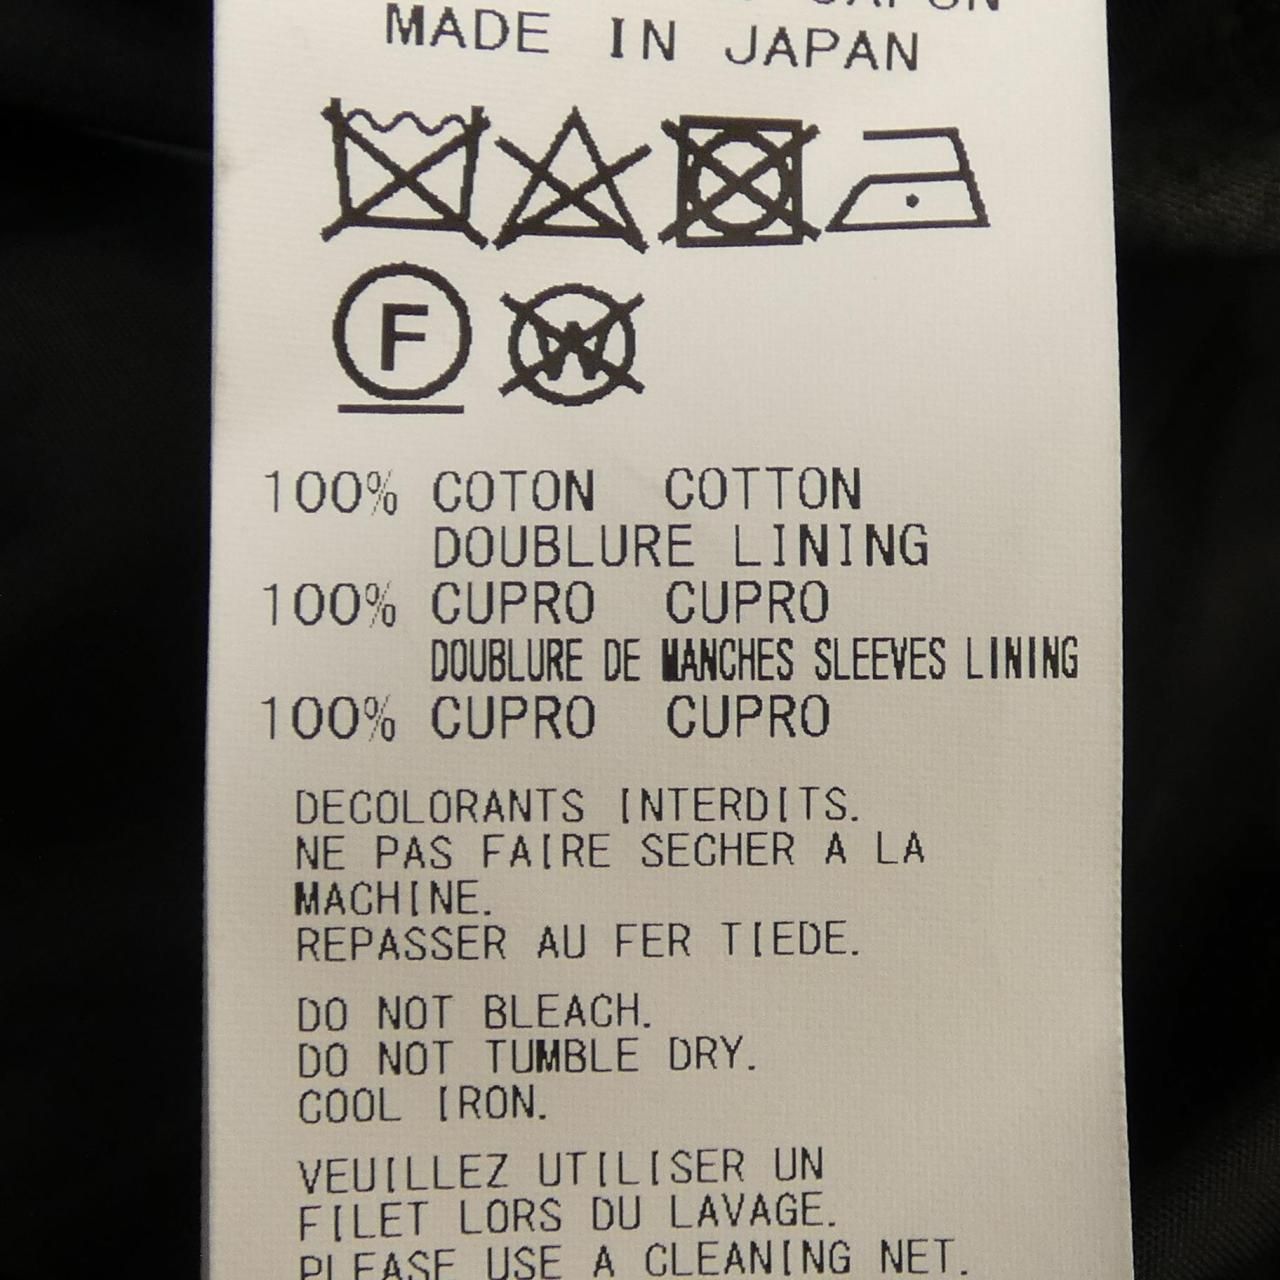 JAPON
MADE IN JAPAN
F W
100% COTON COTTON
DOUBLURE LINING
100% CUPRO CUPRO
DOUBLURE DE MANCHES SLEEVES LINING
100% CUPRO CUPRO
DECOLORANTS INTERDITS.
NE PAS FAIRE SECHER A LA
MACHINE.
REPASSER AU FER TIEDE.
DO NOT BLEACH.
DO NOT TUMBLE DRY.
COOL IRON.
VEUILLEZ UTILISER UN
FILET LORS DU LAVAGE.
PLEASE USE A CLEANING NET.